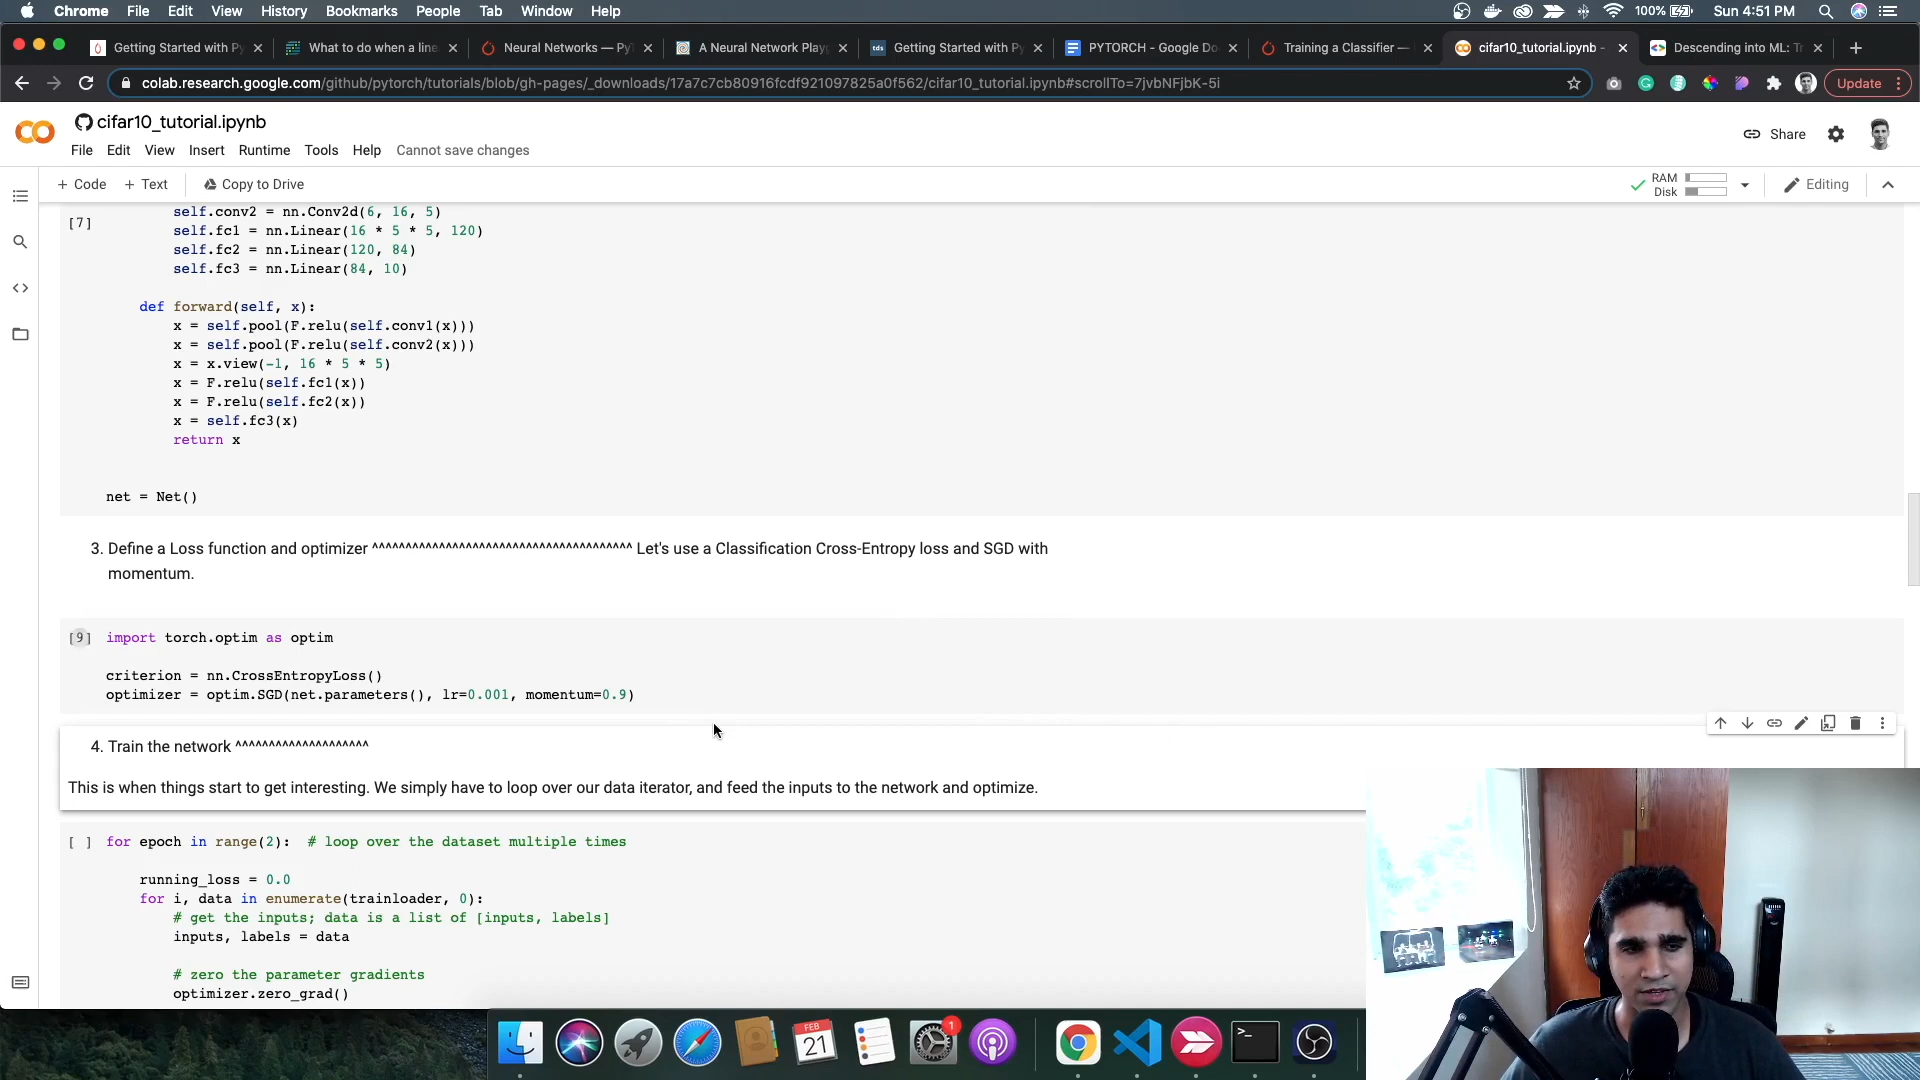 Chrome File Edit View History Bookmarks People Tab Window Help 100% Sun 4:51 PM
Getting Started with Py What to do when a line Neural Networks — PyT A Neural Network Playg tds Getting Started with Py PYTORCH - Google Do Training a Classifier — cifar10_tutorial.ipynb - Descending into ML: Tr
colab.research.google.com/github/pytorch/tutorials/blob/gh-pages/_downloads/17a7c7cb80916fcdf921097825a0f562/cifar10_tutorial.ipynb#scrollTo=7jvbNFjbK-5i Update
cifar10_tutorial.ipynb
Share
File Edit View Insert Runtime Tools Help Cannot save changes
+ Code + Text Copy to Drive RAM Disk Editing
self.conv2 = nn.Conv2d(6, 16, 5)
[7]
self.fc1 = nn.Linear(16 * 5 * 5, 120)
self.fc2 = nn.Linear(120, 84)
self.fc3 = nn.Linear(84, 10)
def forward(self, x):
x = self.pool(F.relu(self.conv1(x)))
x = self.pool(F.relu(self.conv2(x)))
x = x.view(-1, 16 * 5 * 5)
x = F.relu(self.fc1(x))
x = F.relu(self.fc2(x))
x = self.fc3(x)
return x
net = Net()
3. Define a Loss function and optimizer ^^^^^^^^^^^^^^^^^^^^^^^^^^^^^^^^^^^^^^^ Let's use a Classification Cross-Entropy loss and SGD with
momentum.
[9] import torch.optim as optim
criterion = nn.CrossEntropyLoss()
optimizer = optim.SGD(net.parameters(), lr=0.001, momentum=0.9)
4. Train the network ^^^^^^^^^^^^^^^^^^^^
This is when things start to get interesting. We simply have to loop over our data iterator, and feed the inputs to the network and optimize.
[ ] for epoch in range(2): # loop over the dataset multiple times
running_loss = 0.0
for i, data in enumerate(trainloader, 0):
# get the inputs; data is a list of [inputs, labels]
inputs, labels = data
# zero the parameter gradients
optimizer.zero_grad()
FEB
21
1